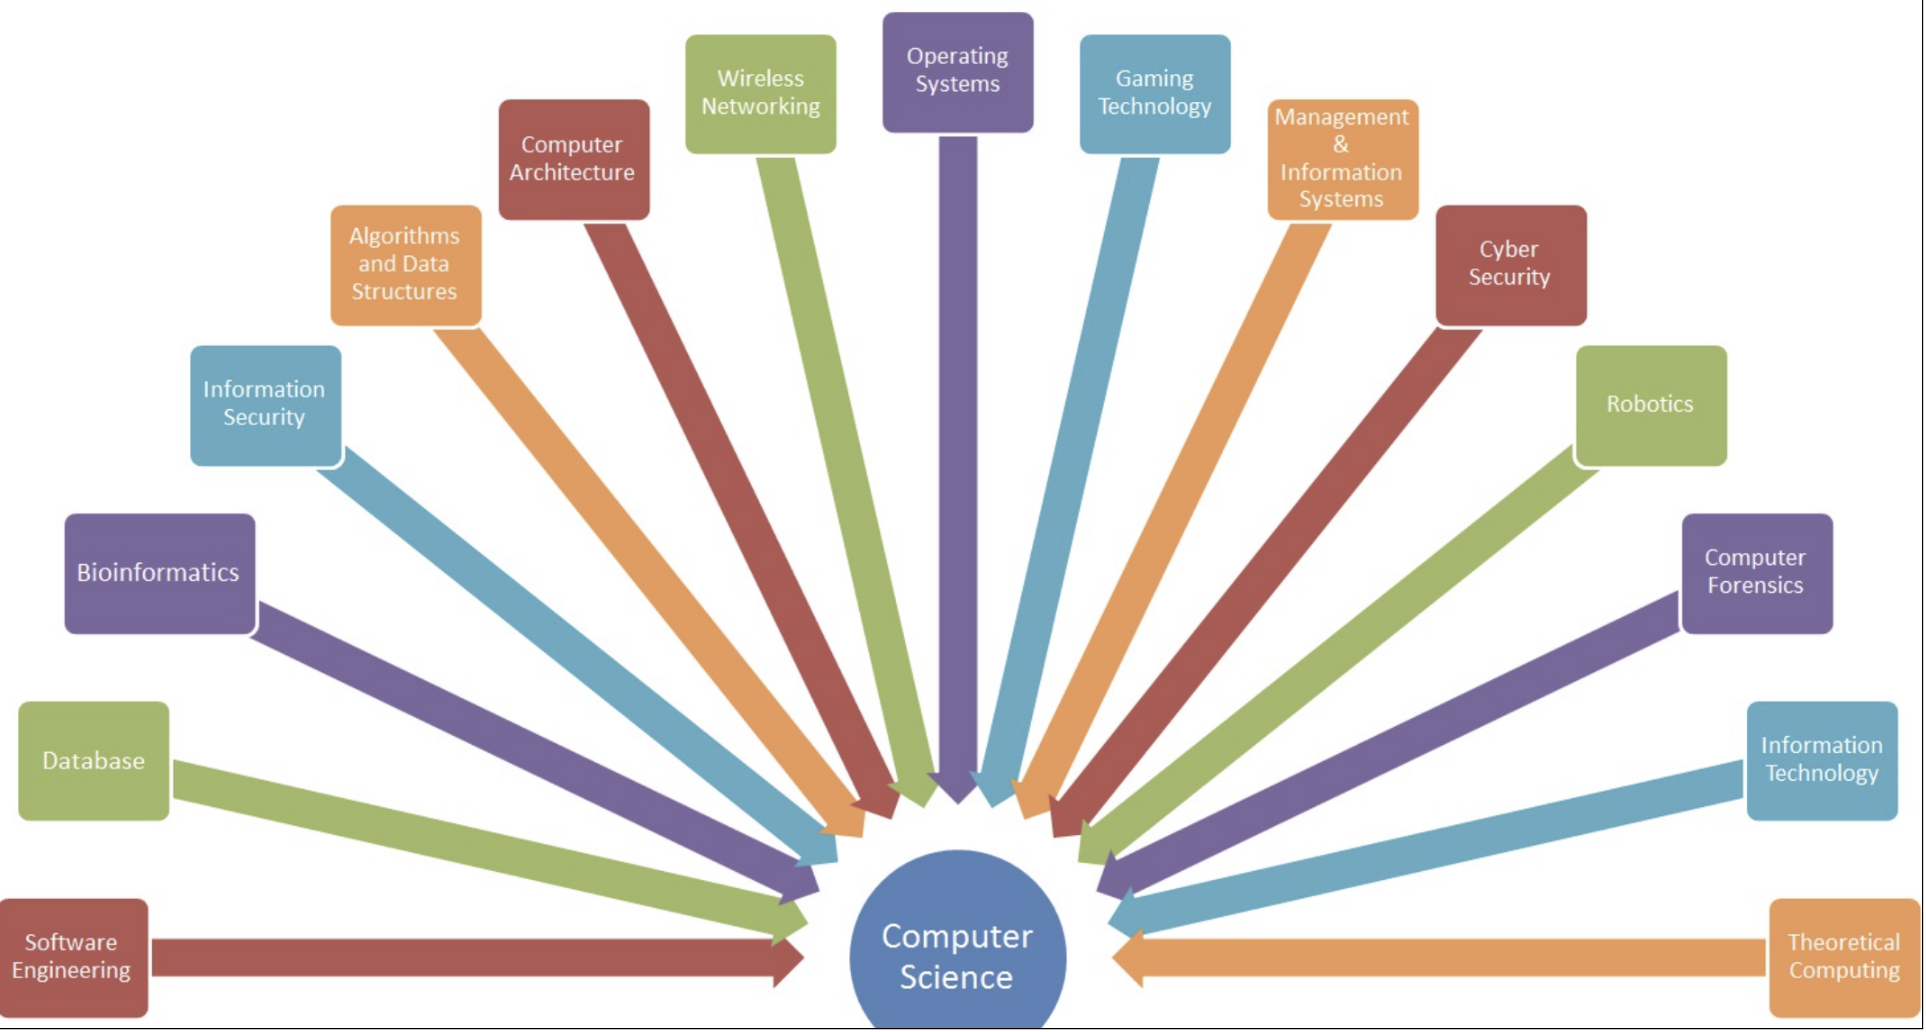 Operating
Systems
Wireless
Networking
Gaming
Technology
Computer
Architecture
Management
&
Information
Systems
Algorithms
and Data
Structures
Cyber
Security
Information
Security
Robotics
Bioinformatics
Computer
Forensics
Database
Information
Technology
Software
Engineering
Computer
Science
Theoretical
Computing